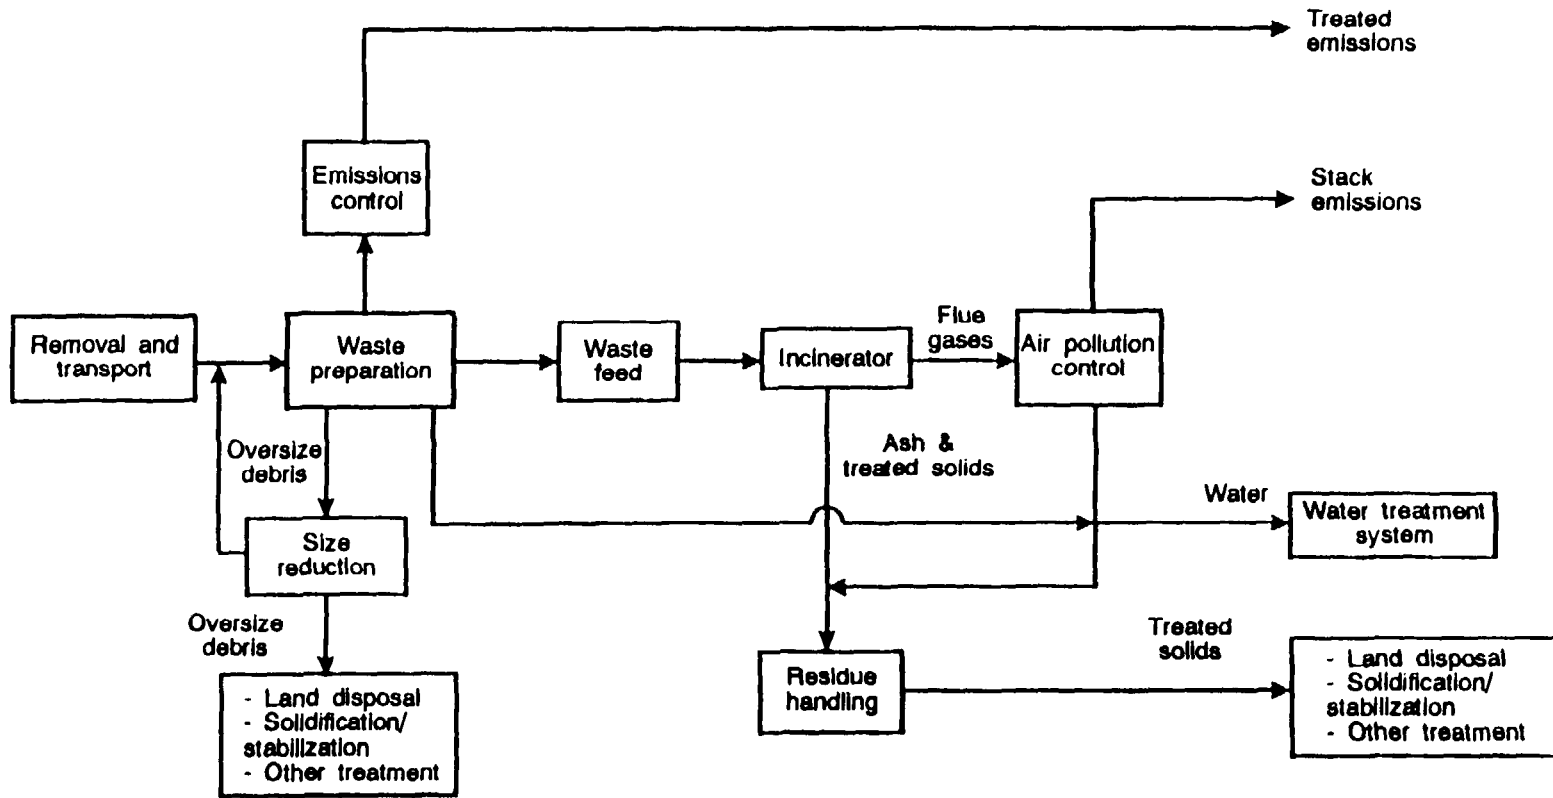 Treated
emissions
Emissions
control
Stack
emissions
Removal and
transport
Waste
preparation
Waste
feed
Incinerator
Flue
gases
Air pollution
control
Oversize
debris
Ash &
treated solids
Water
Water treatment
system
Size
reduction
Oversize
debris
- Land disposal
- Solidification/
stabilization
- Other treatment
Residue
handling
Treated
solids
- Land disposal
- Solidification/
stabilization
- Other treatment